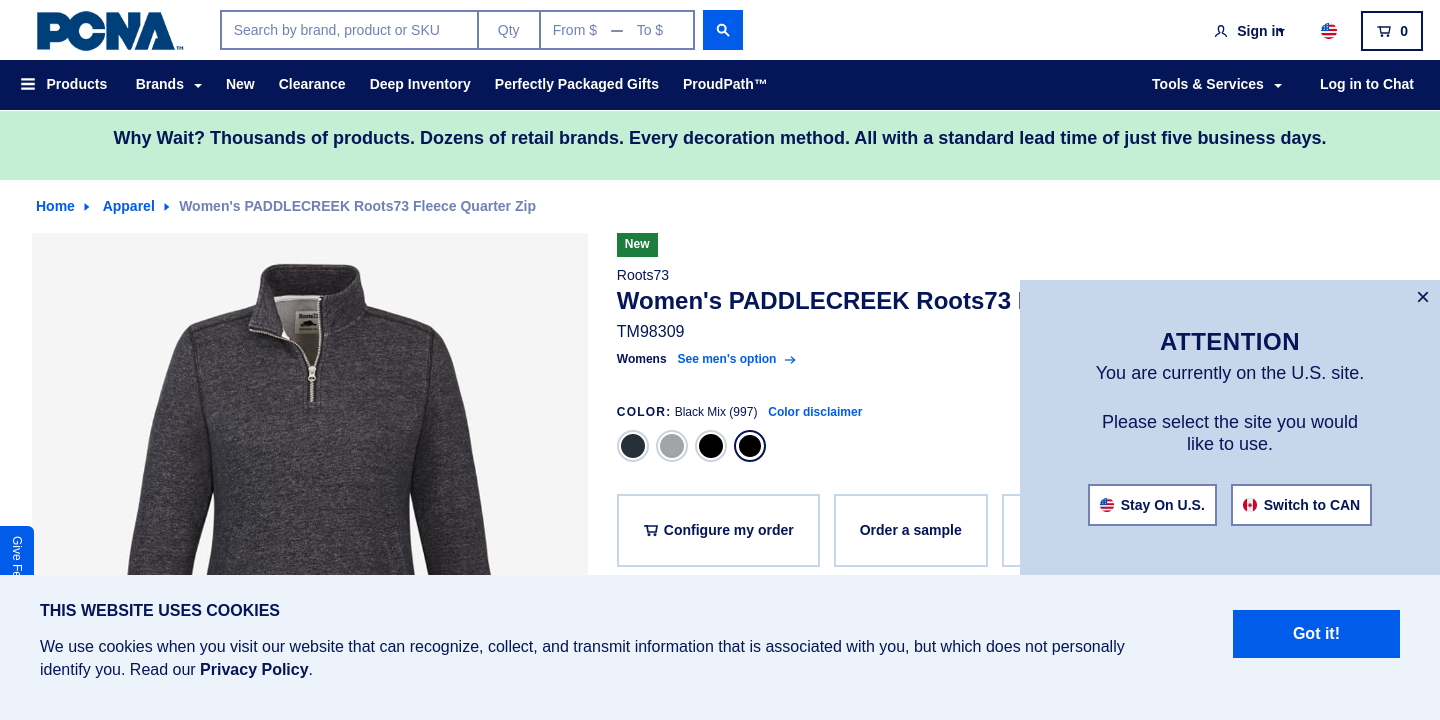 PCNA™
Search by brand, product or SKU
Qty
From $ — To $
Sign in
0
Products
Brands
New
Clearance
Deep Inventory
Perfectly Packaged Gifts
ProudPath™
Tools & Services
Log in to Chat
Why Wait? Thousands of products. Dozens of retail brands. Every decoration method. All with a standard lead time of just five business days.
Home
Apparel
Women's PADDLECREEK Roots73 Fleece Quarter Zip
New
Roots73
Women's PADDLECREEK Roots73
TM98309
Womens See men's option
COLOR: Black Mix (997) Color disclaimer
Configure my order
Order a sample
×
ATTENTION
You are currently on the U.S. site.
Please select the site you would
like to use.
Stay On U.S.
Switch to CAN
Give
THIS WEBSITE USES COOKIES
We use cookies when you visit our website that can recognize, collect, and transmit information that is associated with you, but which does not personally
identify you. Read our Privacy Policy.
Got it!